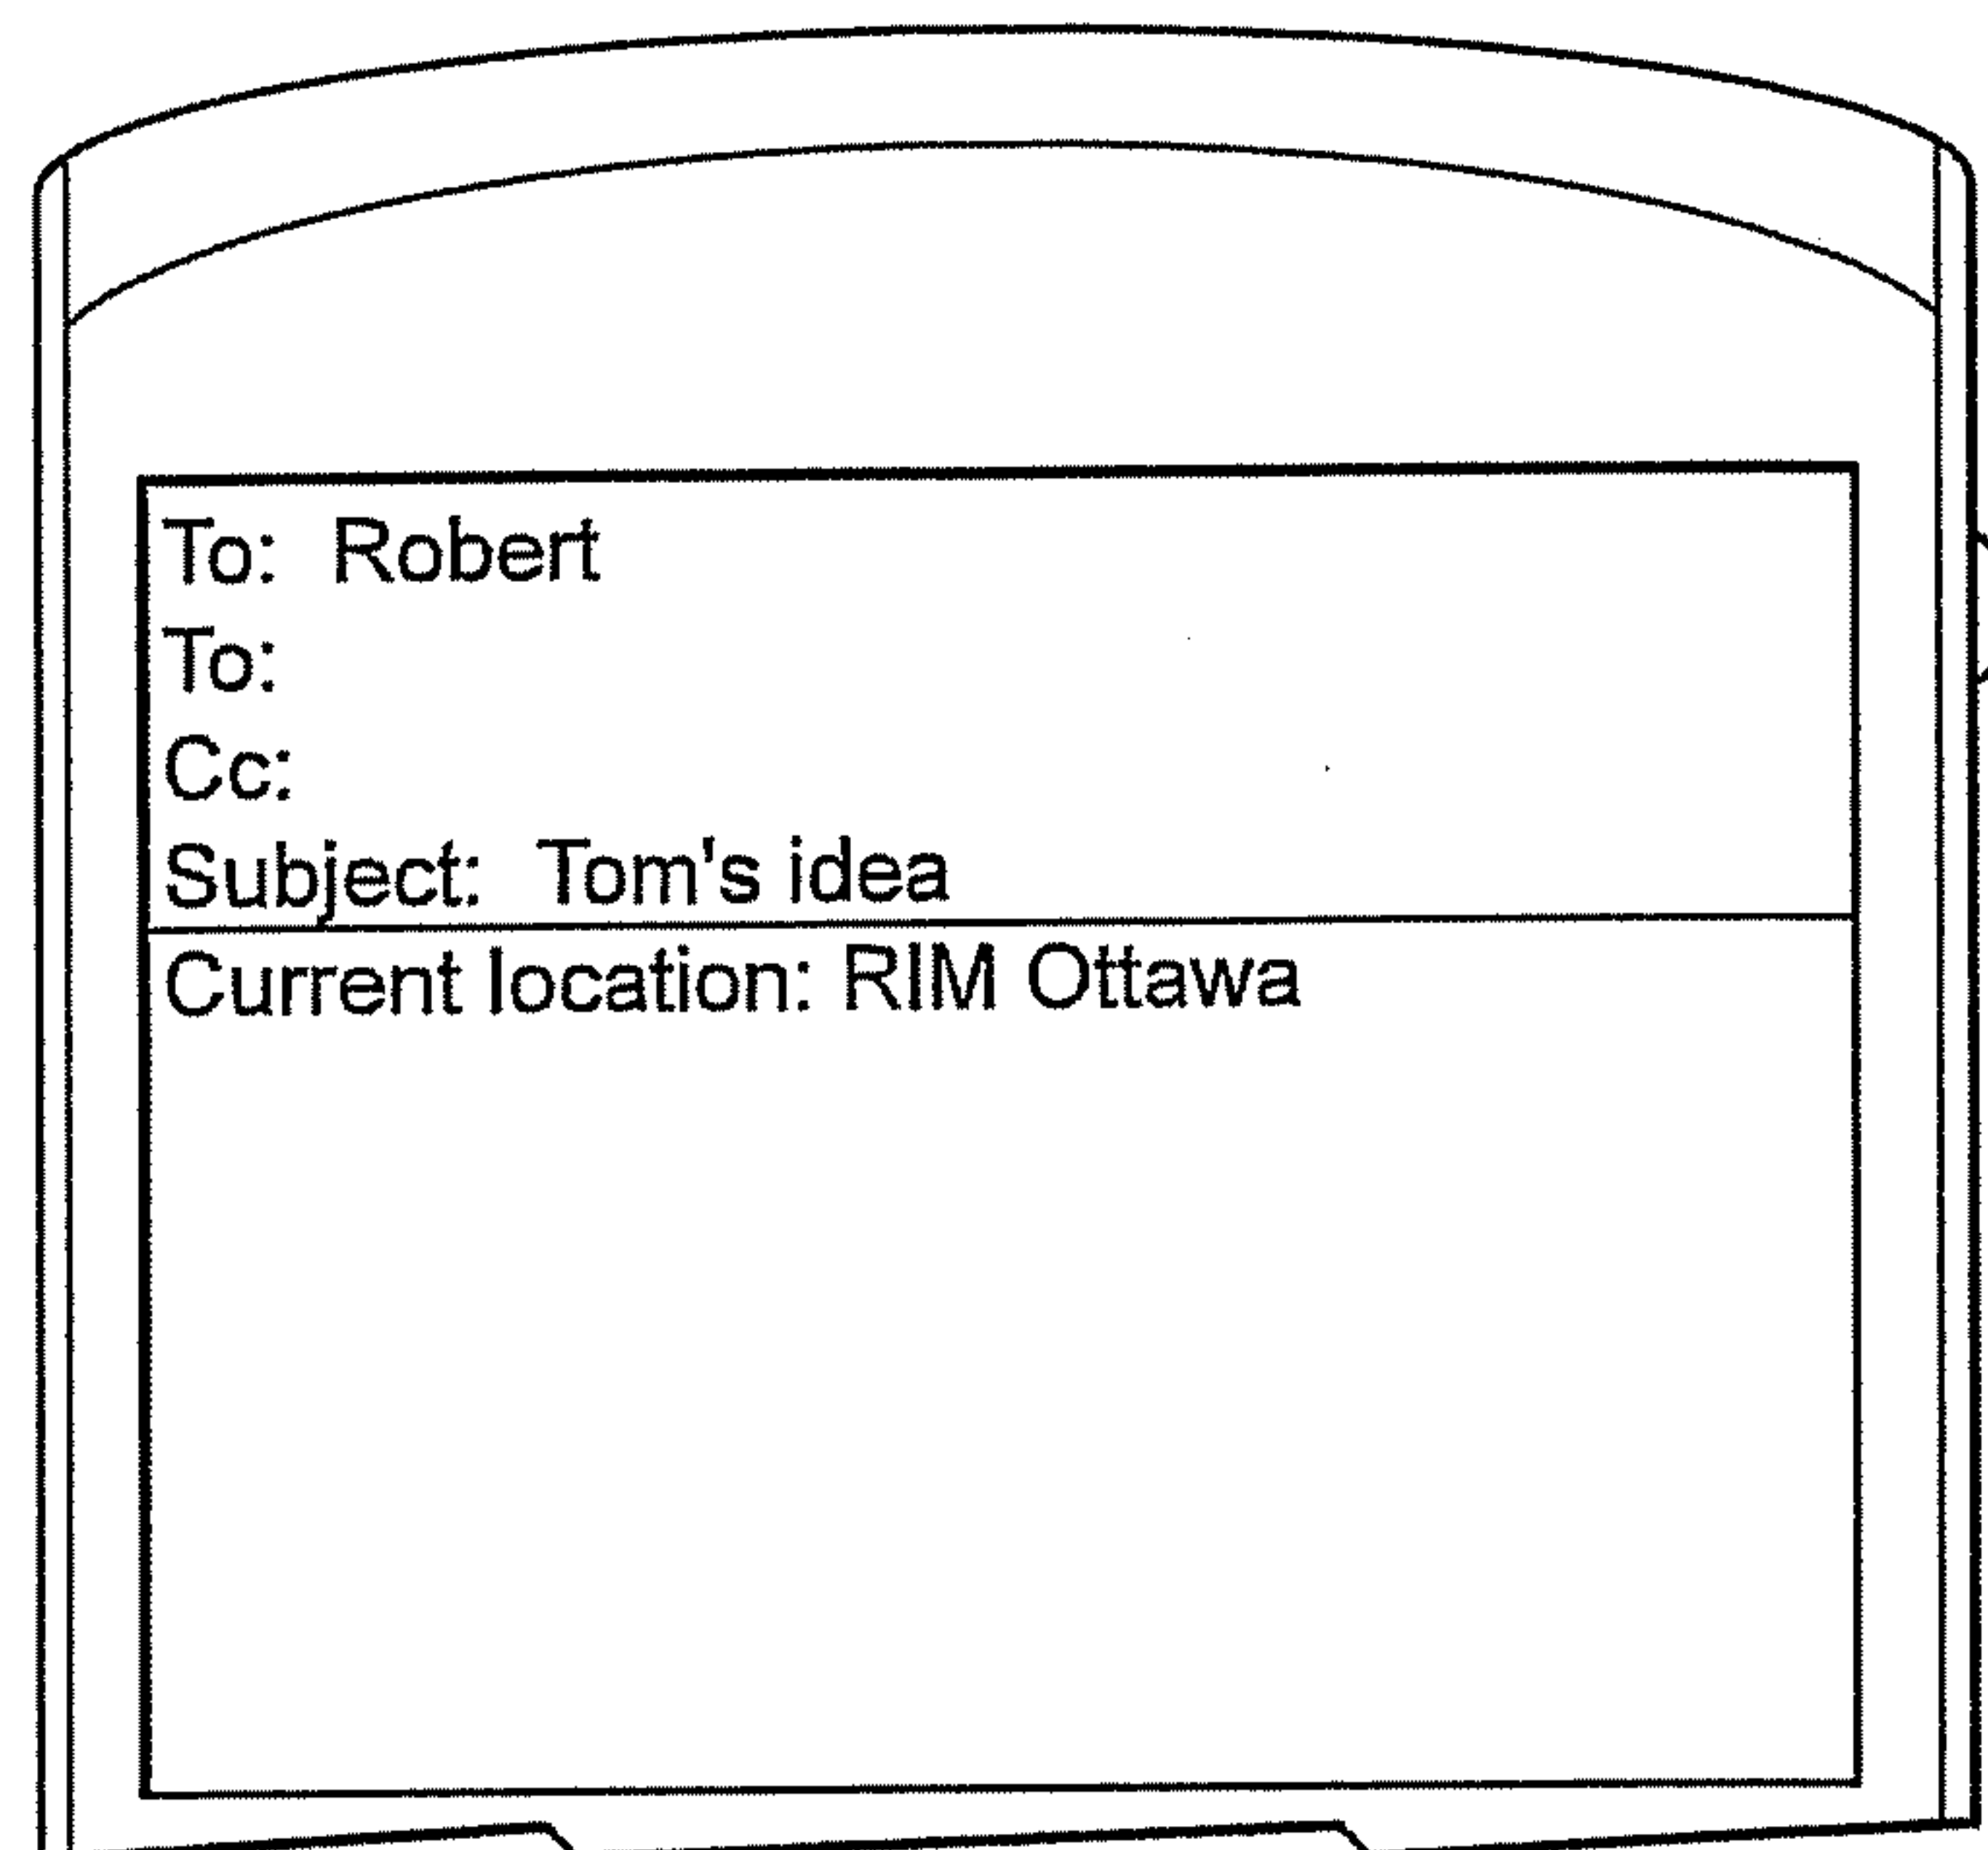 To: Robert
To:
Cc:
Subject: Tom's idea
Current location: RIM Ottawa